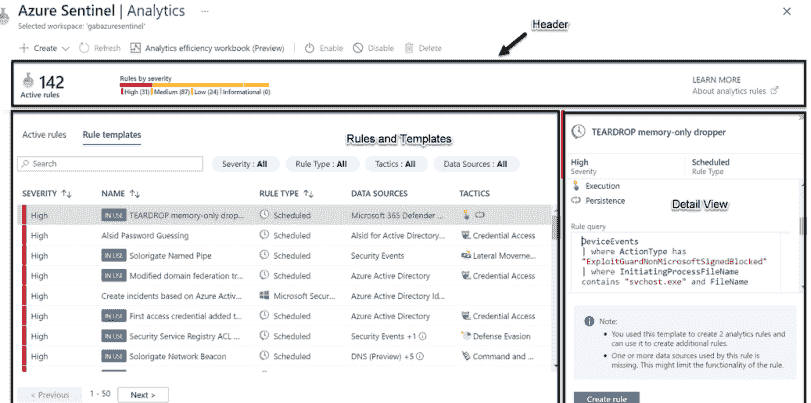 Azure Sentinel | Analytics ...
Selected workspace: 'gabazuresentinel'
Create Refresh Analytics efficiency workbook (Preview) Enable Disable Delete
Header
142
Active rules
Rules by severity
High (31) Medium (87) Low (24) Informational (0)
LEARN MORE
About analytics rules
Active rules Rule templates
Rules and Templates
Search Severity : All Rule Type : All Tactics : All Data Sources : All
SEVERITY NAME RULE TYPE DATA SOURCES TACTICS
High IN USE TEARDROP memory-only drop... Scheduled Microsoft 365 Defender
High Alsid Password Guessing Scheduled Alsid for Active Directory... Credential Access
High IN USE Solorigate Named Pipe Scheduled Security Events Lateral Moveme...
High IN USE Modified domain federation tr... Scheduled Azure Active Directory Credential Access
High Create incidents based on Azure Activ... Microsoft Secur... Azure Active Directory Id...
High IN USE First access credential added t... Scheduled Azure Active Directory Credential Access
High IN USE Security Service Registry ACL ... Scheduled Security Events +1 Defense Evasion
High IN USE Solorigate Network Beacon Scheduled DNS (Preview) +5 Command and ...
< Previous 1 - 50 Next >
TEARDROP memory-only dropper
High Scheduled
Severity Rule Type
Execution
Persistence
Detail View
Rule query
DeviceEvents
| where ActionType has
"ExploitGuardNonMicrosoftSignedBlocked"
| where InitiatingProcessFileName
contains "svchost.exe" and FileName
Note:
• You used this template to create 2 analytics rules and
can use it to create additional rules.
• One or more data sources used by this rule is
missing. This might limit the functionality of the rule.
Create rule